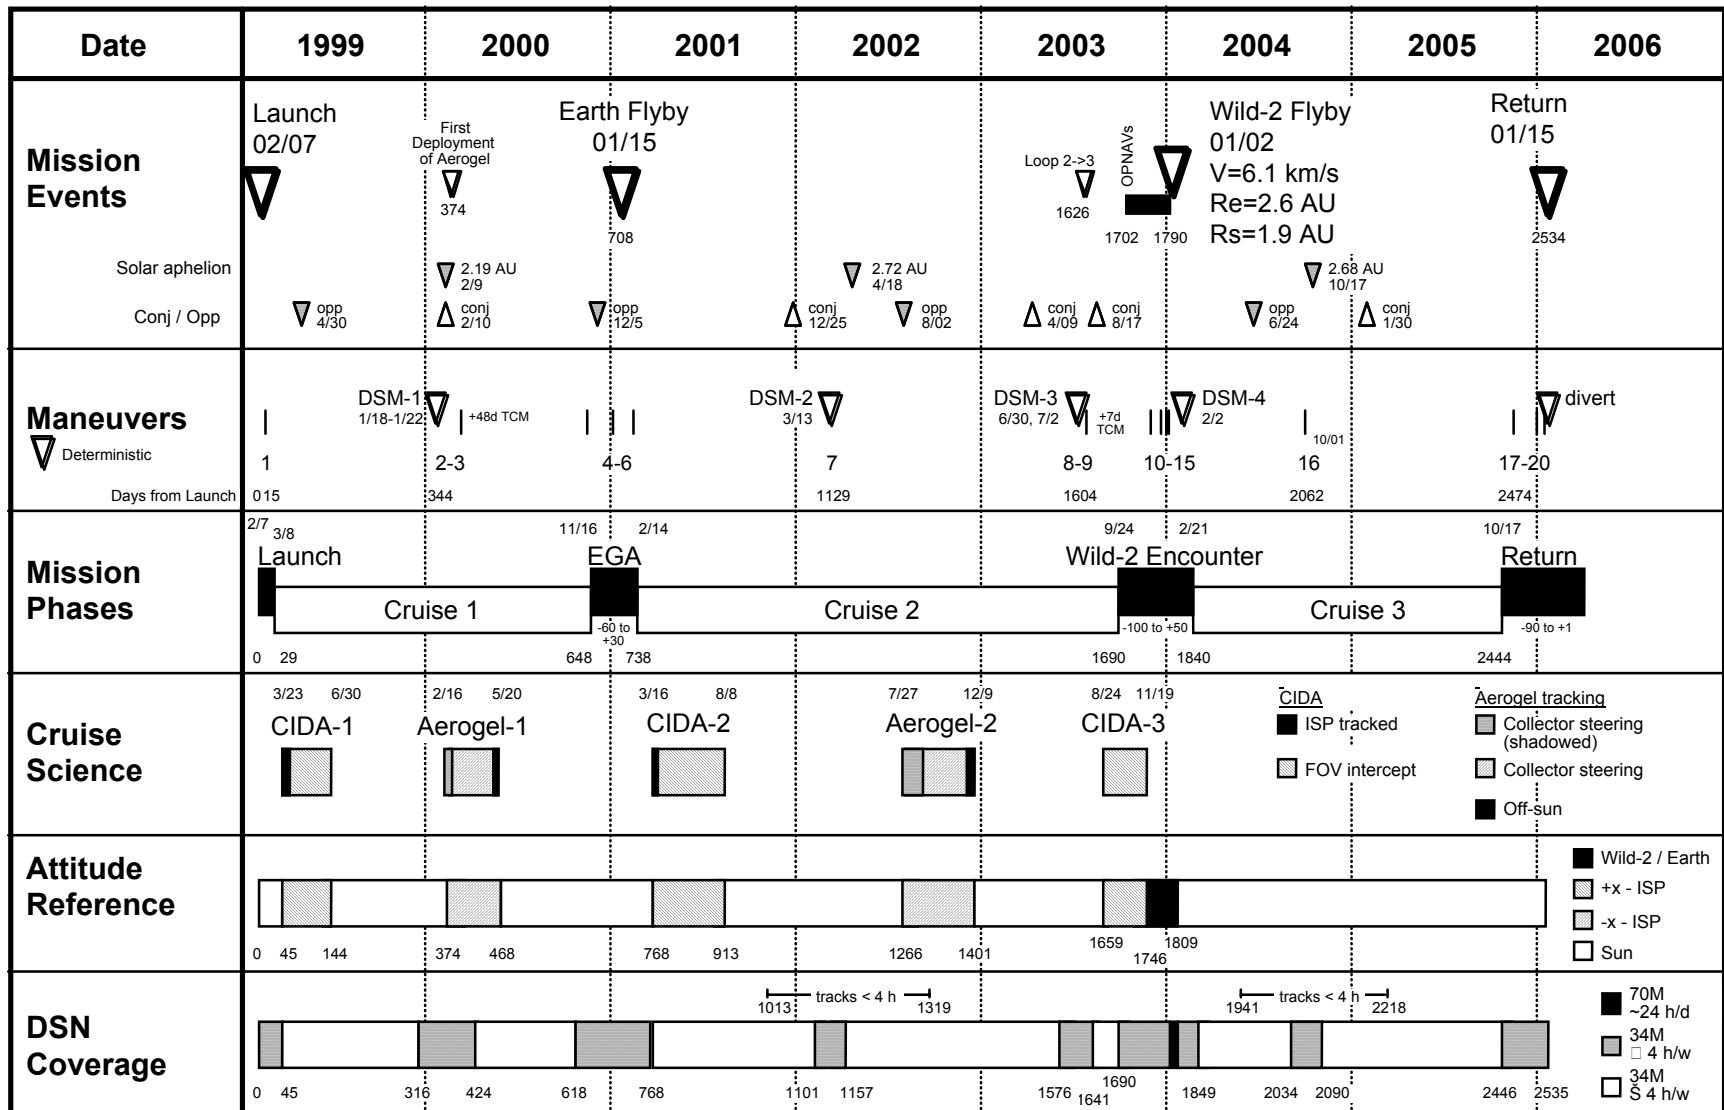 Date 1999 2000 2001 2002 2003 2004 2005 2006
Mission
Events
Launch
02/07
First
Deployment
of Aerogel
374
Earth Flyby
01/15
708
Loop 2->3
1626
OPNAVs
1702 1790
Wild-2 Flyby
01/02
V=6.1 km/s
Re=2.6 AU
Rs=1.9 AU
Return
01/15
2534
Solar aphelion
2.19 AU
2/9
2.72 AU
4/18
2.68 AU
10/17
Conj / Opp
opp
4/30
conj
2/10
opp
12/5
conj
12/25
opp
8/02
conj
4/09
conj
8/17
opp
6/24
conj
1/30
Maneuvers
Deterministic
DSM-1
1/18-1/22
+48d TCM
DSM-2
3/13
DSM-3
6/30, 7/2
+7d
TCM
DSM-4
2/2
10/01
divert
1 2-3 4-6 7 8-9 10-15 16 17-20
Days from Launch 0 15 344 1129 1604 2062 2474
Mission
Phases
2/7 3/8 11/16 2/14 9/24 2/21 10/17
Launch EGA Wild-2 Encounter Return
Cruise 1 Cruise 2 Cruise 3
-60 to
+30
-100 to +50
-90 to +1
0 29 648 738 1690 1840 2444
Cruise
Science
3/23 6/30 2/16 5/20 3/16 8/8 7/27 12/9 8/24 11/19
CIDA-1 Aerogel-1 CIDA-2 Aerogel-2 CIDA-3
CIDA
ISP tracked
FOV intercept
Aerogel tracking
Collector steering
(shadowed)
Collector steering
Off-sun
Attitude
Reference
0 45 144 374 468 768 913 1266 1401 1659 1746 1809
Wild-2 / Earth
+x - ISP
-x - ISP
Sun
DSN
Coverage
tracks < 4 h
1013 1319
tracks < 4 h
1941 2218
0 45 316 424 618 768 1101 1157 1576 1641 1690 1849 2034 2090 2446 2535
70M
~24 h/d
34M
□ 4 h/w
34M
Š 4 h/w